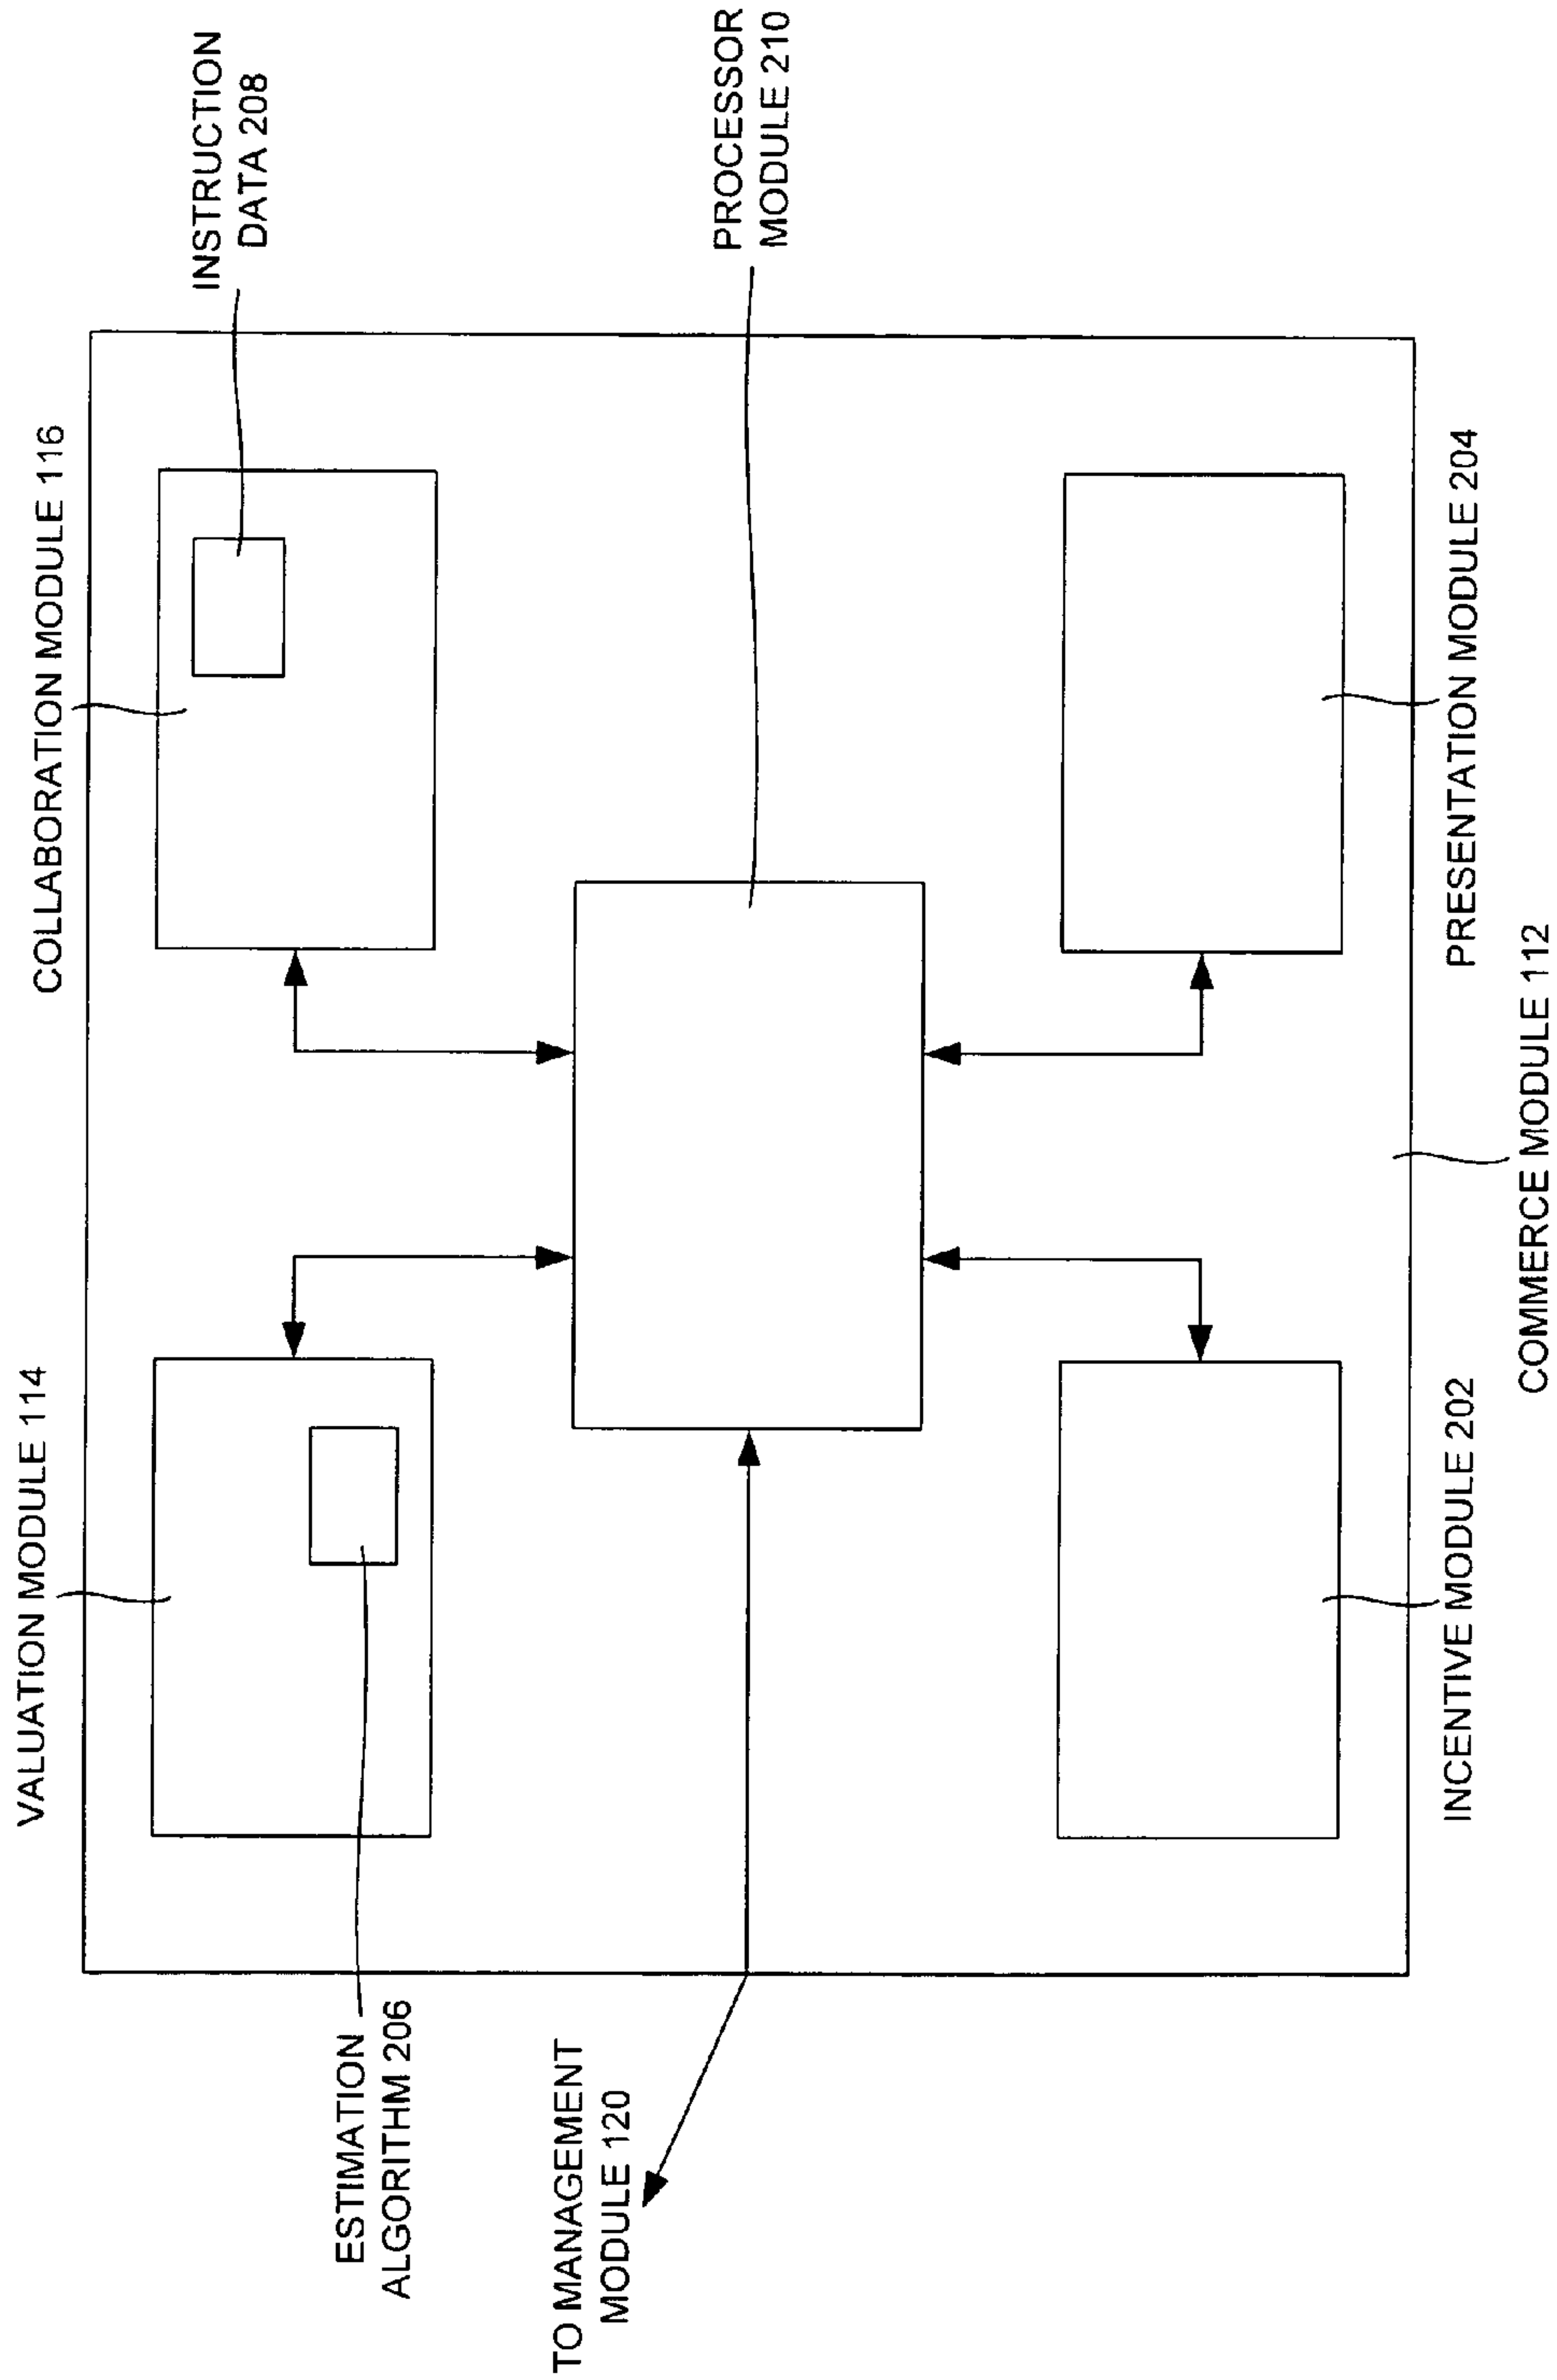 VALUATION MODULE 114
COLLABORATION MODULE 116
ESTIMATION
ALGORITHM 206
INSTRUCTION
DATA 208
TO MANAGEMENT
MODULE 120
PROCESSOR
MODULE 210
INCENTIVE MODULE 202
PRESENTATION MODULE 204
COMMERCE MODULE 112